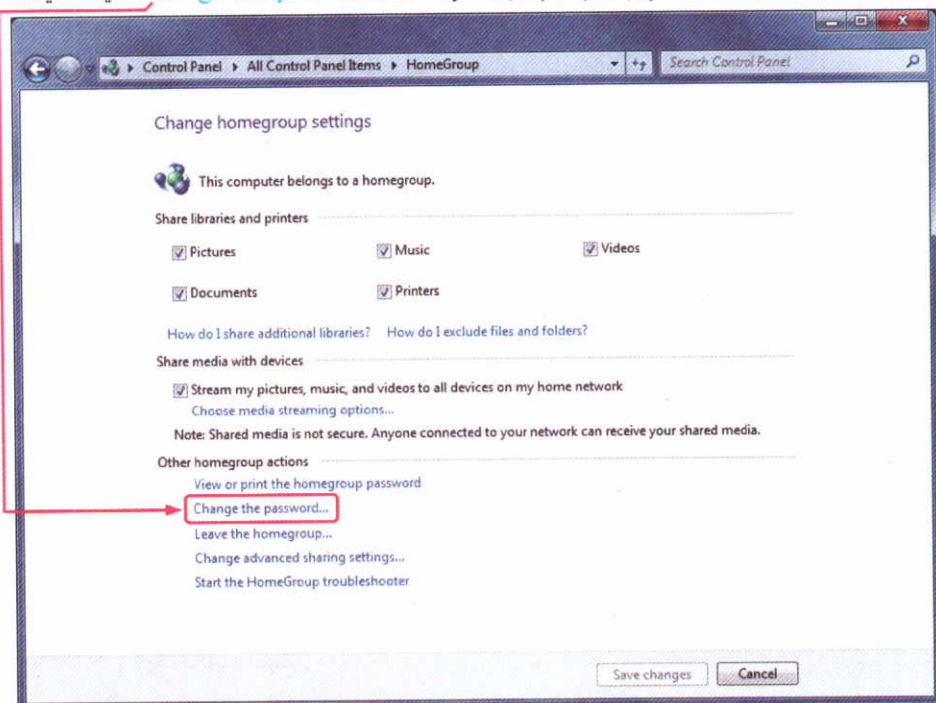 Control Panel ▸ All Control Panel Items ▸ HomeGroup
Search Control Panel
Change homegroup settings
This computer belongs to a homegroup.
Share libraries and printers
Pictures Music Videos
Documents Printers
How do I share additional libraries? How do I exclude files and folders?
Share media with devices
Stream my pictures, music, and videos to all devices on my home network
Choose media streaming options...
Note: Shared media is not secure. Anyone connected to your network can receive your shared media.
Other homegroup actions
View or print the homegroup password
Change the password...
Leave the homegroup...
Change advanced sharing settings...
Start the HomeGroup troubleshooter
Save changes Cancel